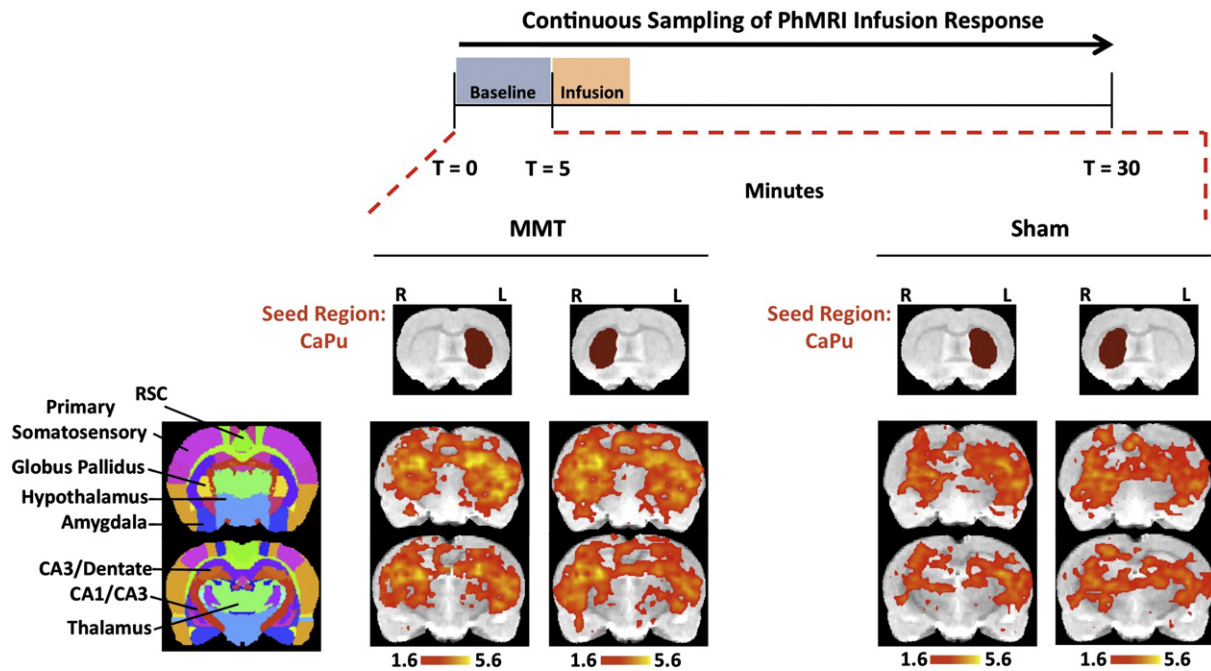 Continuous Sampling of PhMRI Infusion Response
Baseline
Infusion
T = 0
T = 5
T = 30
Minutes
MMT
Sham
R L R L
R L R L
Seed Region:
CaPu
Seed Region:
CaPu
RSC
Primary
Somatosensory
Globus Pallidus
Hypothalamus
Amygdala
CA3/Dentate
CA1/CA3
Thalamus
1.6 5.6
1.6 5.6
1.6 5.6
1.6 5.6